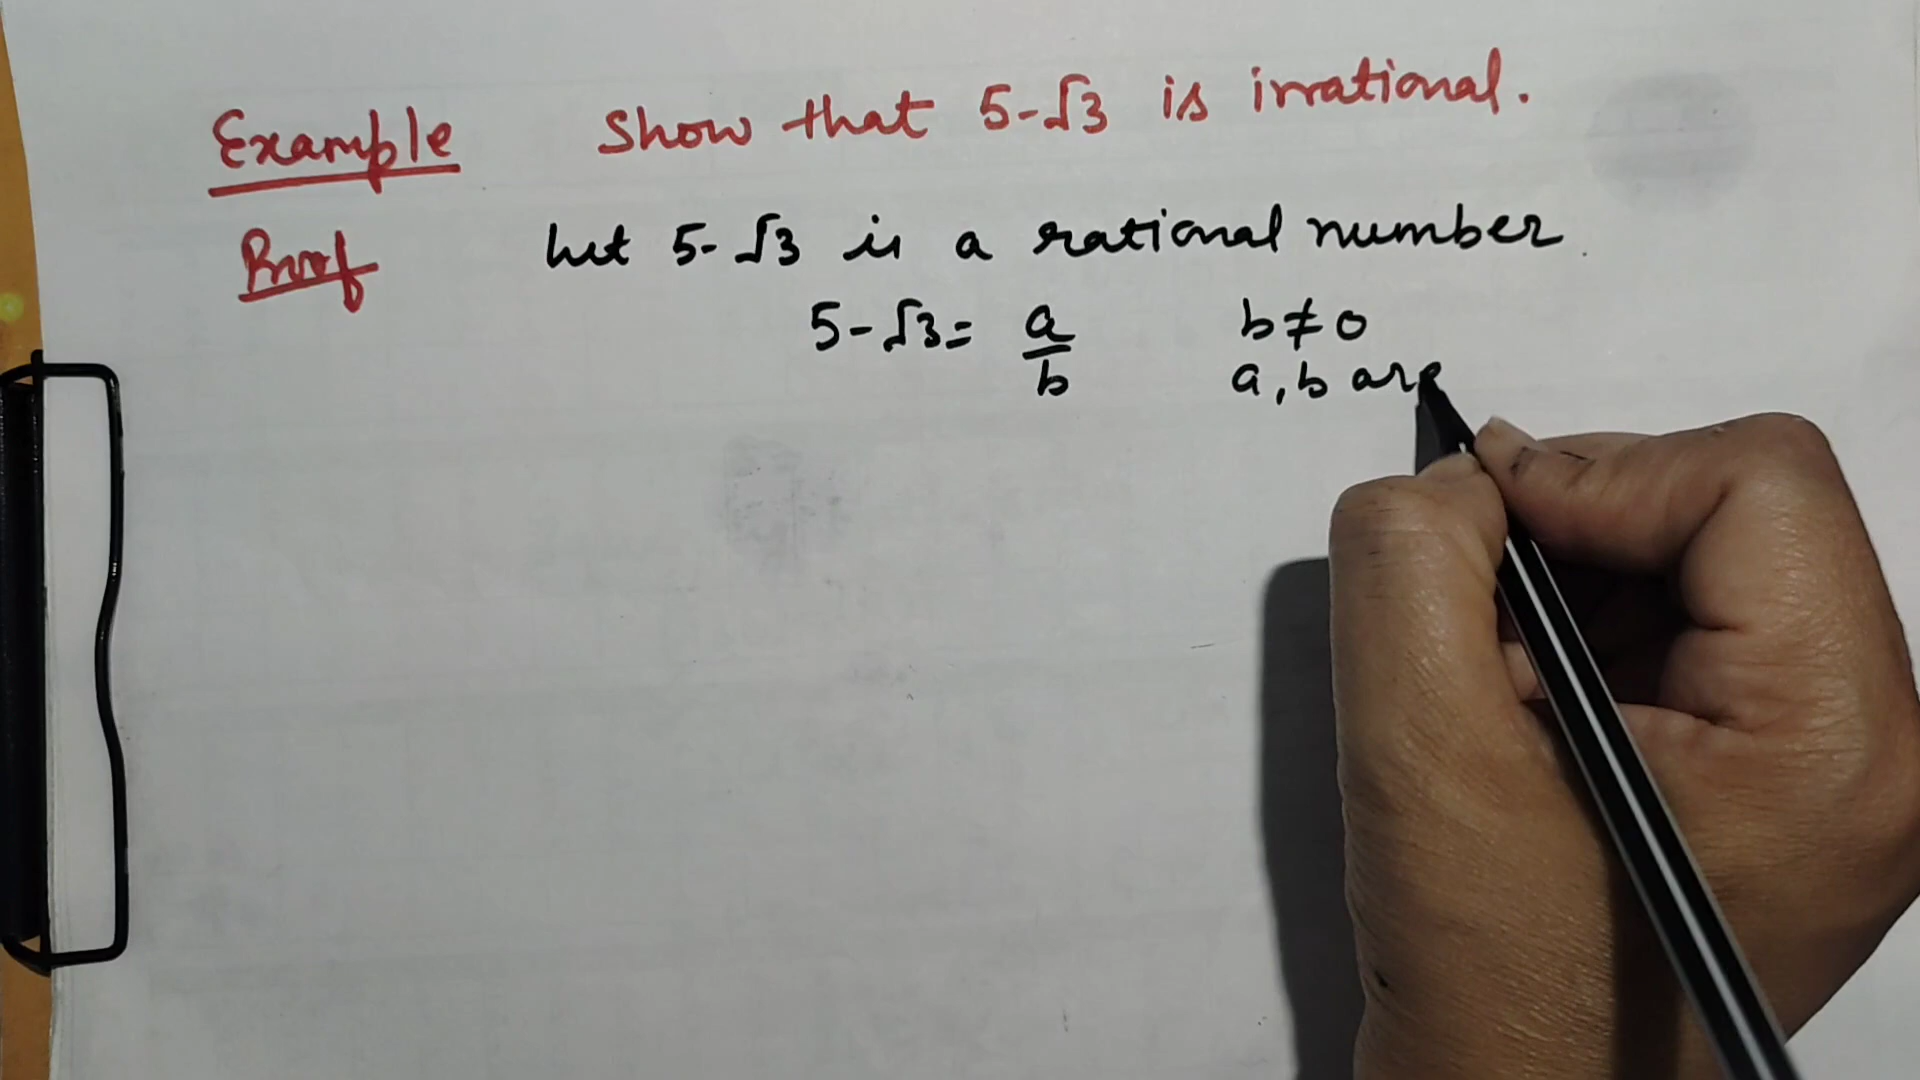 Example Show that 5-√3 is irrational.
Proof Let 5-√3 is a rational number.
5-√3 = a/b b≠0
a, b are